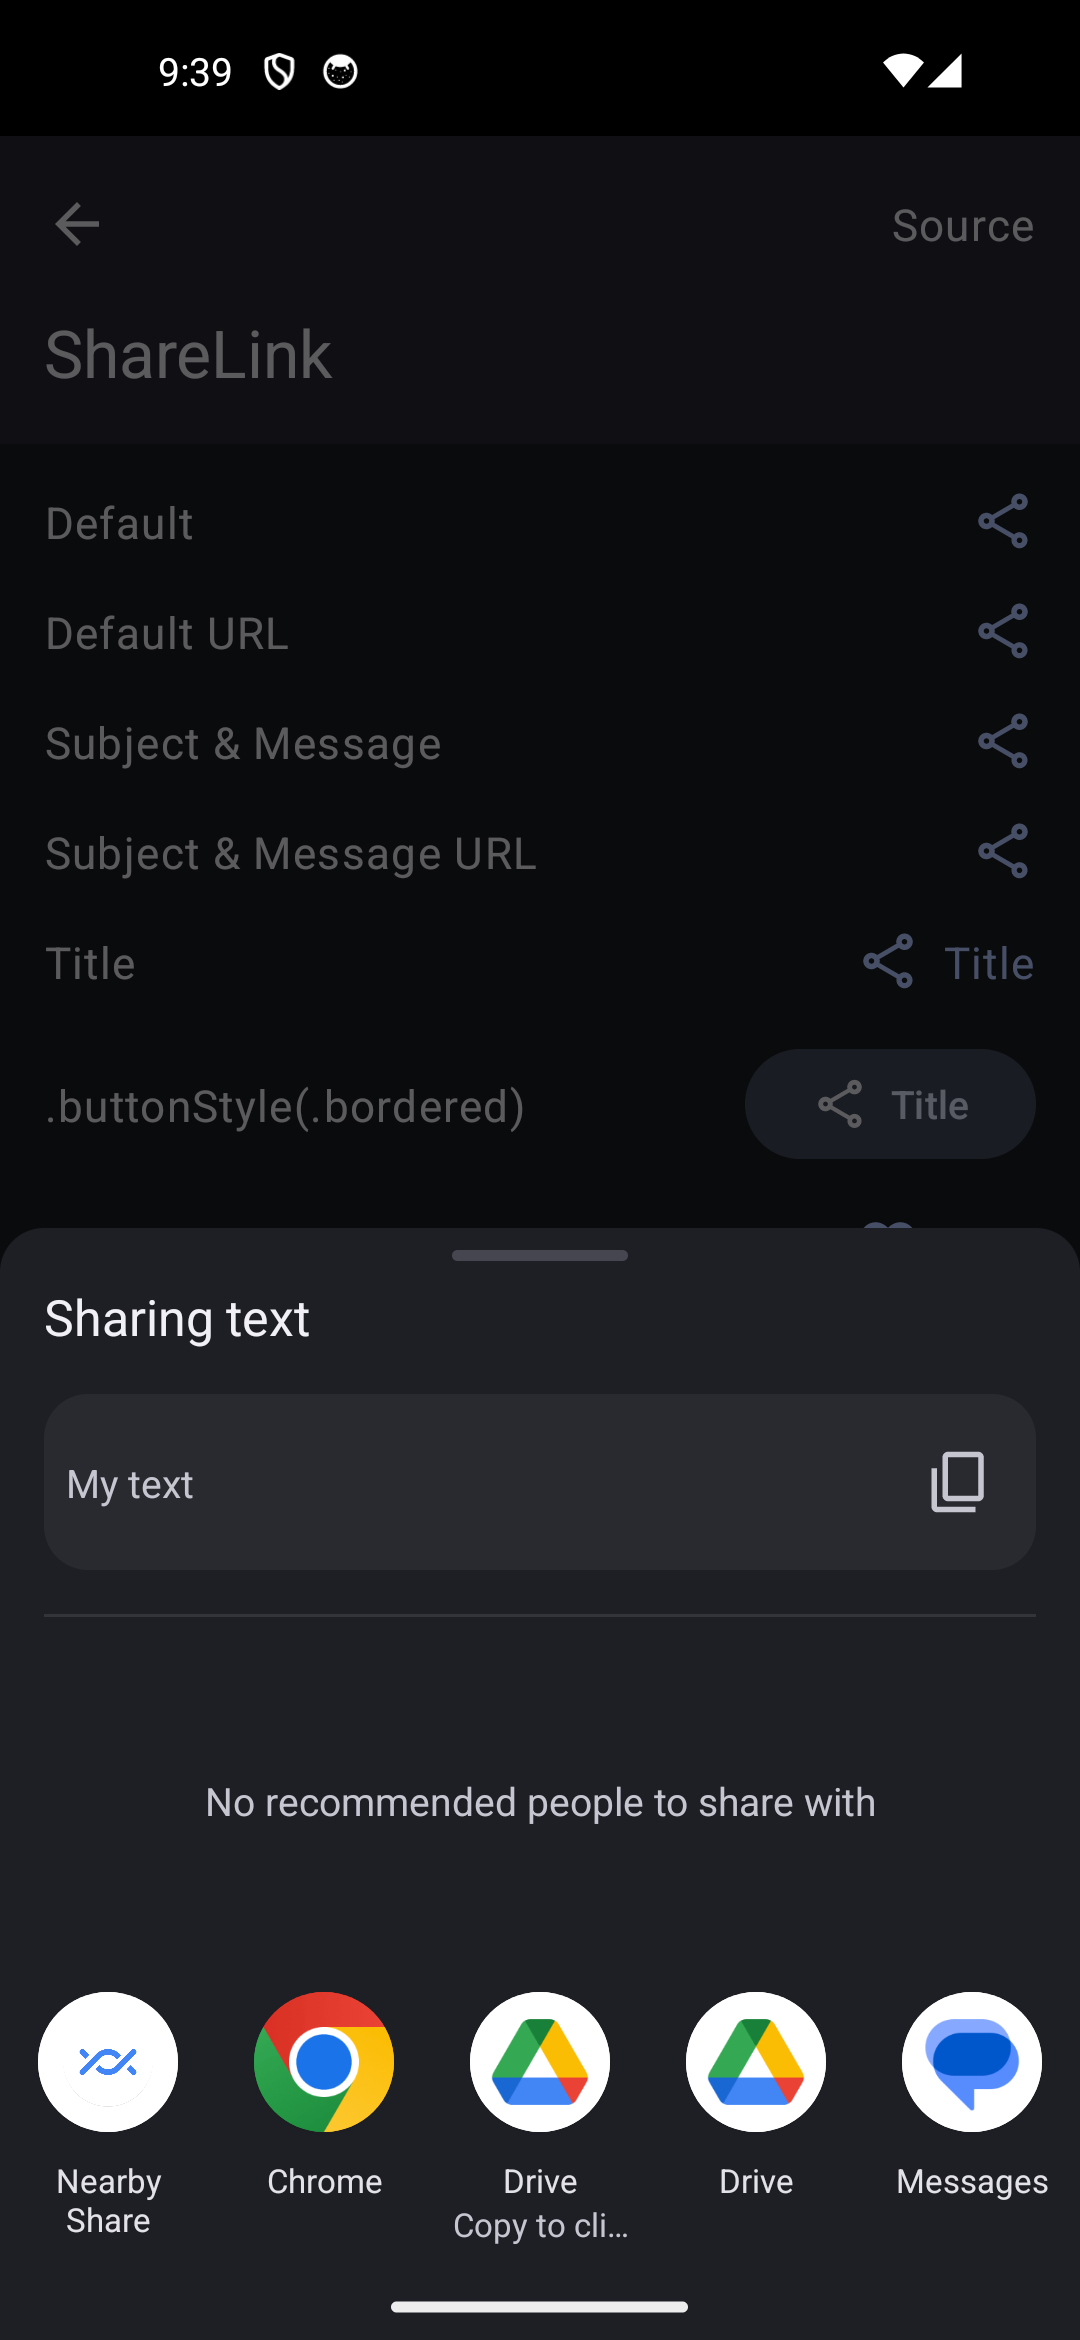 9:39
Source
ShareLink
Default
Default URL
Subject & Message
Subject & Message URL
Title
Title
.buttonStyle(.bordered)
Title
Sharing text
My text
No recommended people to share with
Nearby
Share
Chrome
Drive
Copy to cli...
Drive
Messages